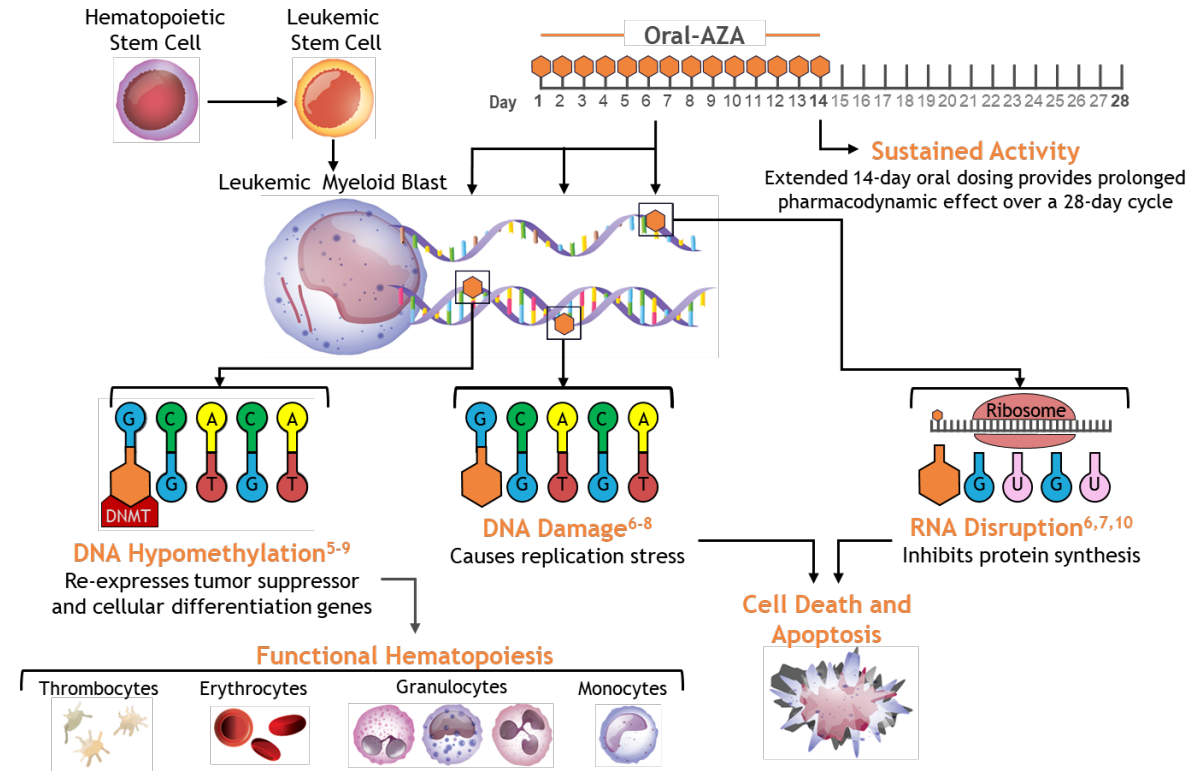 Hematopoietic
Stem Cell
Leukemic
Stem Cell
Oral-AZA
Day 1 2 3 4 5 6 7 8 9 10 11 12 13 14 15 16 17 18 19 20 21 22 23 24 25 26 27 28
Sustained Activity
Extended 14-day oral dosing provides prolonged
pharmacodynamic effect over a 28-day cycle
Leukemic Myeloid Blast
G C A C A
G T G T
DNMT
DNA Hypomethylation5-9
Re-expresses tumor suppressor
and cellular differentiation genes
G C A C A
G T G T
DNA Damage6-8
Causes replication stress
Ribosome
G U G U
RNA Disruption6,7,10
Inhibits protein synthesis
Cell Death and
Apoptosis
Functional Hematopoiesis
Thrombocytes
Erythrocytes
Granulocytes
Monocytes